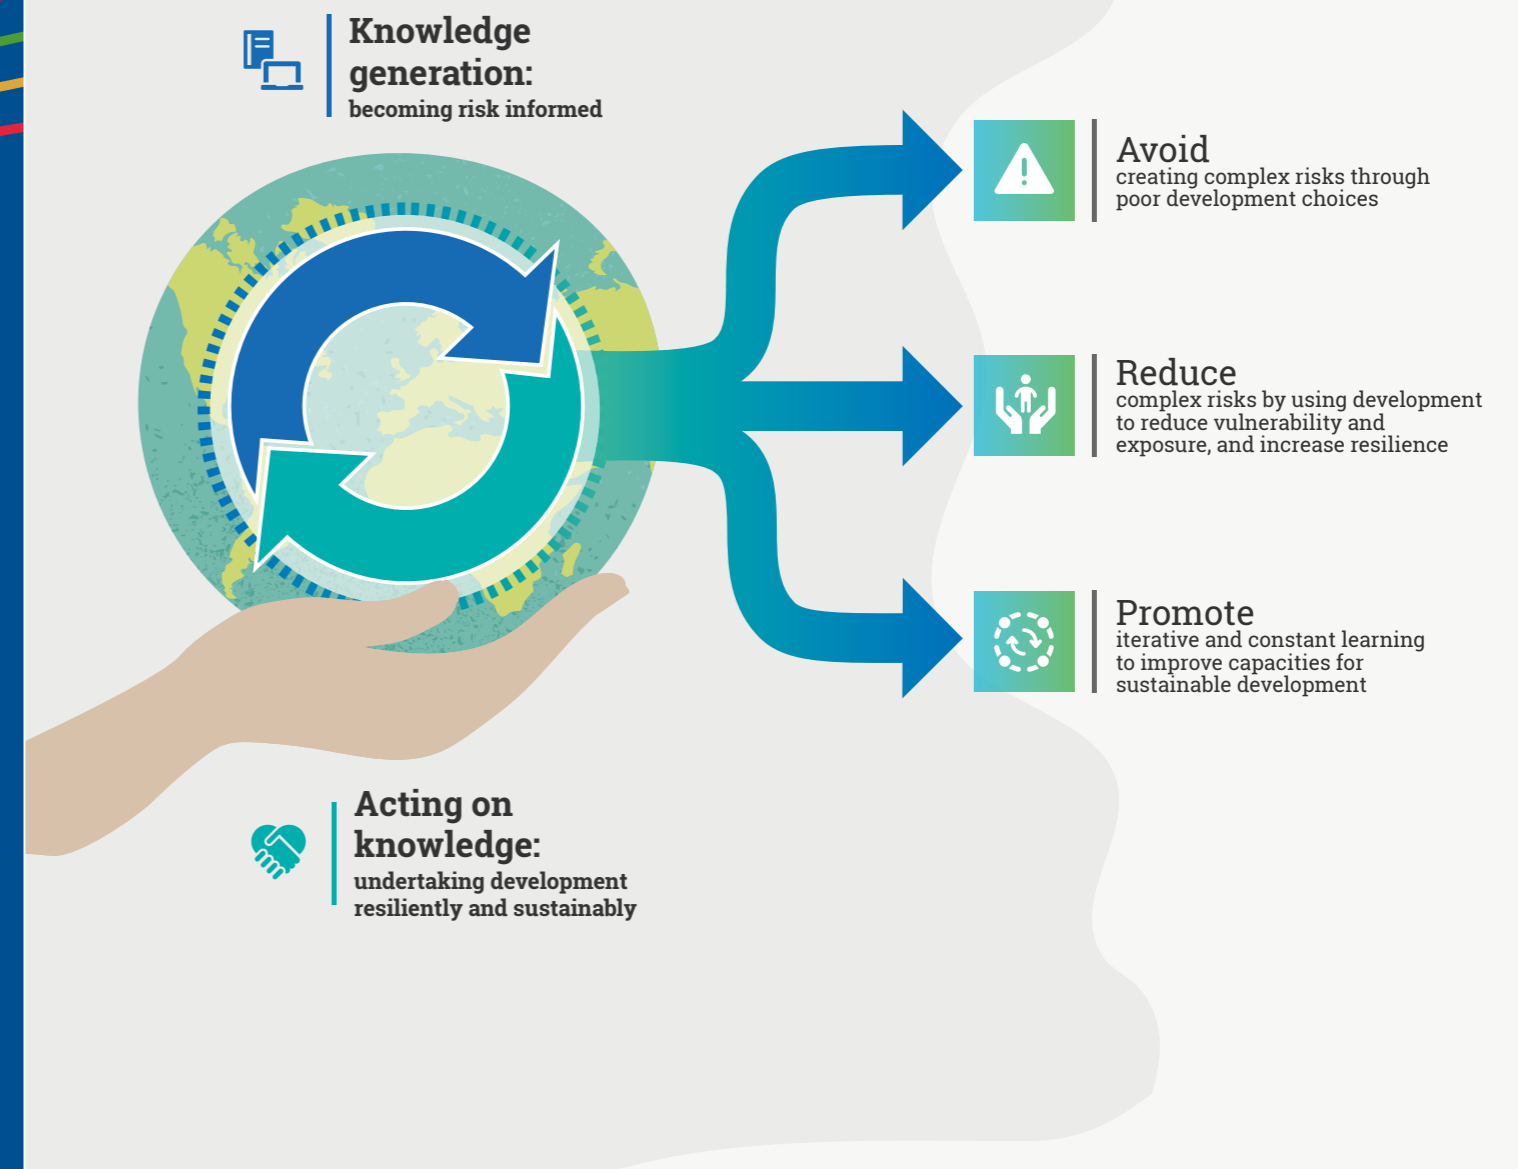 Knowledge
generation:
becoming risk informed
Avoid
creating complex risks through
poor development choices
Reduce
complex risks by using development
to reduce vulnerability and
exposure, and increase resilience
Promote
iterative and constant learning
to improve capacities for
sustainable development
Acting on
knowledge:
undertaking development
resiliently and sustainably